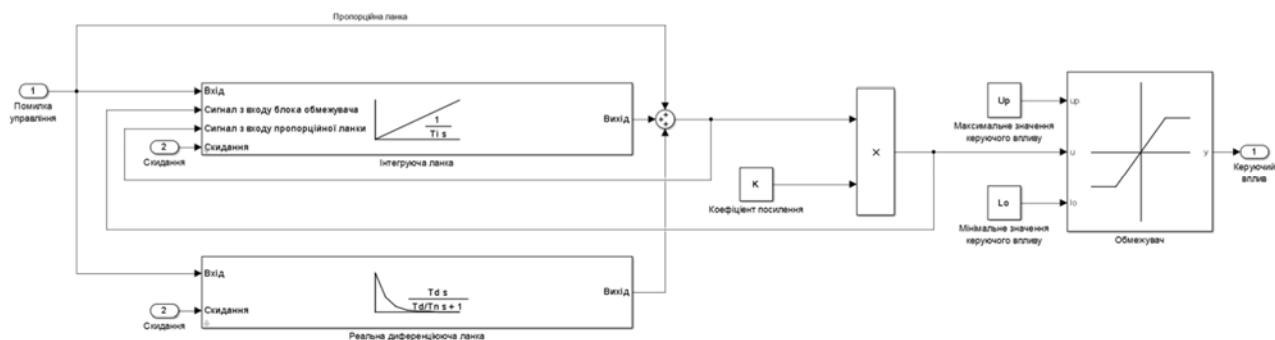 Пропорційна ланка
1
Помилка
управління
Вхід
Сигнал з входу блока обмежувача
Сигнал з входу пропорційної ланки
Скидання
1
Ti s
Вихід
2
Скидання
Інтегруюча ланка
K
Коефіцієнт посилення
×
Up
Максимальне значення
керуючого впливу
Lo
Мінімальне значення
керуючого впливу
up
u
lo
y
Обмежувач
1
Керуючий
вплив
Вхід
Скидання
Td s
Td/Tn s + 1
Вихід
2
Скидання
Реальна диференціююча ланка